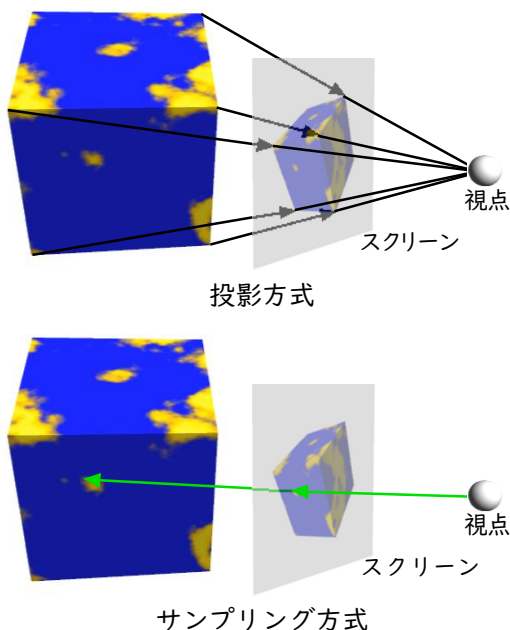 視点
スクリーン
投影方式
視点
スクリーン
サンプリング方式